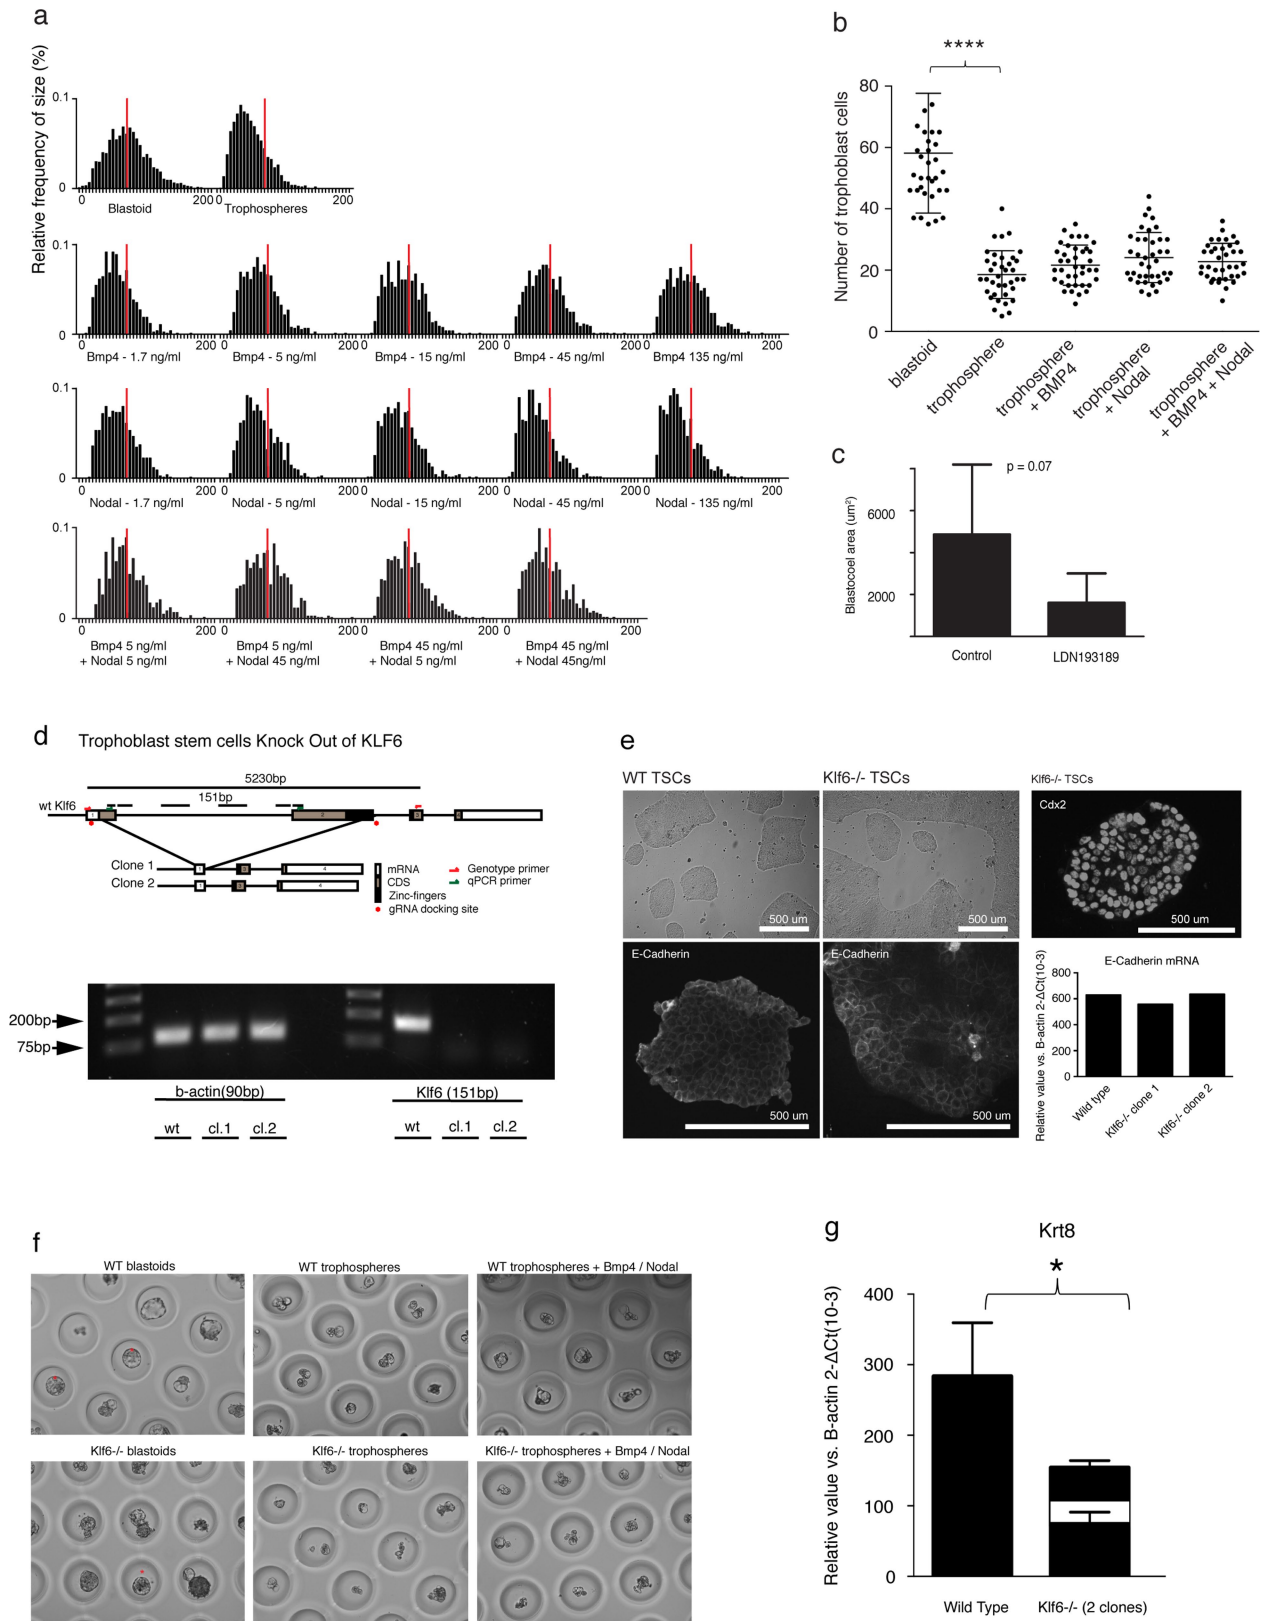 a
Relative frequency of size (%)
0.1
0
0
200
0
200
Blastoid
Trophospheres
0.1
0
0
200
0
200
0
200
0
200
0
200
Bmp4 - 1.7 ng/ml
Bmp4 - 5 ng/ml
Bmp4 - 15 ng/ml
Bmp4 - 45 ng/ml
Bmp4 135 ng/ml
0.1
0
0
200
0
200
0
200
0
200
0
200
Nodal - 1.7 ng/ml
Nodal - 5 ng/ml
Nodal - 15 ng/ml
Nodal - 45 ng/ml
Nodal - 135 ng/ml
0.1
0
0
200
0
200
0
200
0
200
Bmp4 5 ng/ml
+ Nodal 5 ng/ml
Bmp4 5 ng/ml
+ Nodal 45 ng/ml
Bmp4 45 ng/ml
+ Nodal 5 ng/ml
Bmp4 45 ng/ml
+ Nodal 45ng/ml
b
****
Number of trophoblast cells
80
60
40
20
0
blastoid
trophosphere
trophosphere
+ BMP4
trophosphere
+ Nodal
trophosphere
+ BMP4 + Nodal
c
p = 0.07
Blastocoel area (um²)
6000
2000
Control
LDN193189
d
Trophoblast stem cells Knock Out of KLF6
5230bp
151bp
wt Klf6
1
2
3
4
Clone 1
1
3
4
Clone 2
1
3
4
mRNA
CDS
Zinc-fingers
gRNA docking site
Genotype primer
qPCR primer
200bp
75bp
b-actin(90bp)
Klf6 (151bp)
wt
cl.1
cl.2
wt
cl.1
cl.2
e
WT TSCs
Klf6-/- TSCs
Klf6-/- TSCs
500 um
500 um
Cdx2
500 um
E-Cadherin
500 um
E-Cadherin
500 um
E-Cadherin mRNA
Relative value vs. B-actin 2-ΔCt(10-3)
800
600
400
200
0
Wild type
Klf6-/- clone 1
Klf6-/- clone 2
f
WT blastoids
WT trophospheres
WT trophospheres + Bmp4 / Nodal
Klf6-/- blastoids
Klf6-/- trophospheres
Klf6-/- trophospheres + Bmp4 / Nodal
g
Krt8
*
Relative value vs. B-actin 2-ΔCt(10-3)
400
300
200
100
0
Wild Type
Klf6-/- (2 clones)